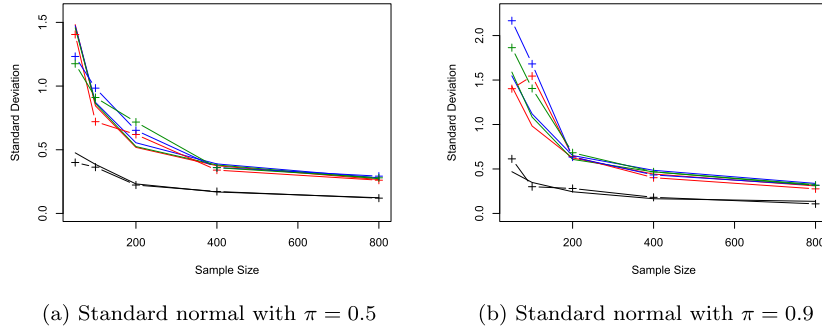 Standard Deviation
0.0
0.5
1.0
1.5
200
400
600
800
Sample Size
Standard Deviation
0.0
0.5
1.0
1.5
2.0
200
400
600
800
Sample Size
(a) Standard normal with π = 0.5
(b) Standard normal with π = 0.9